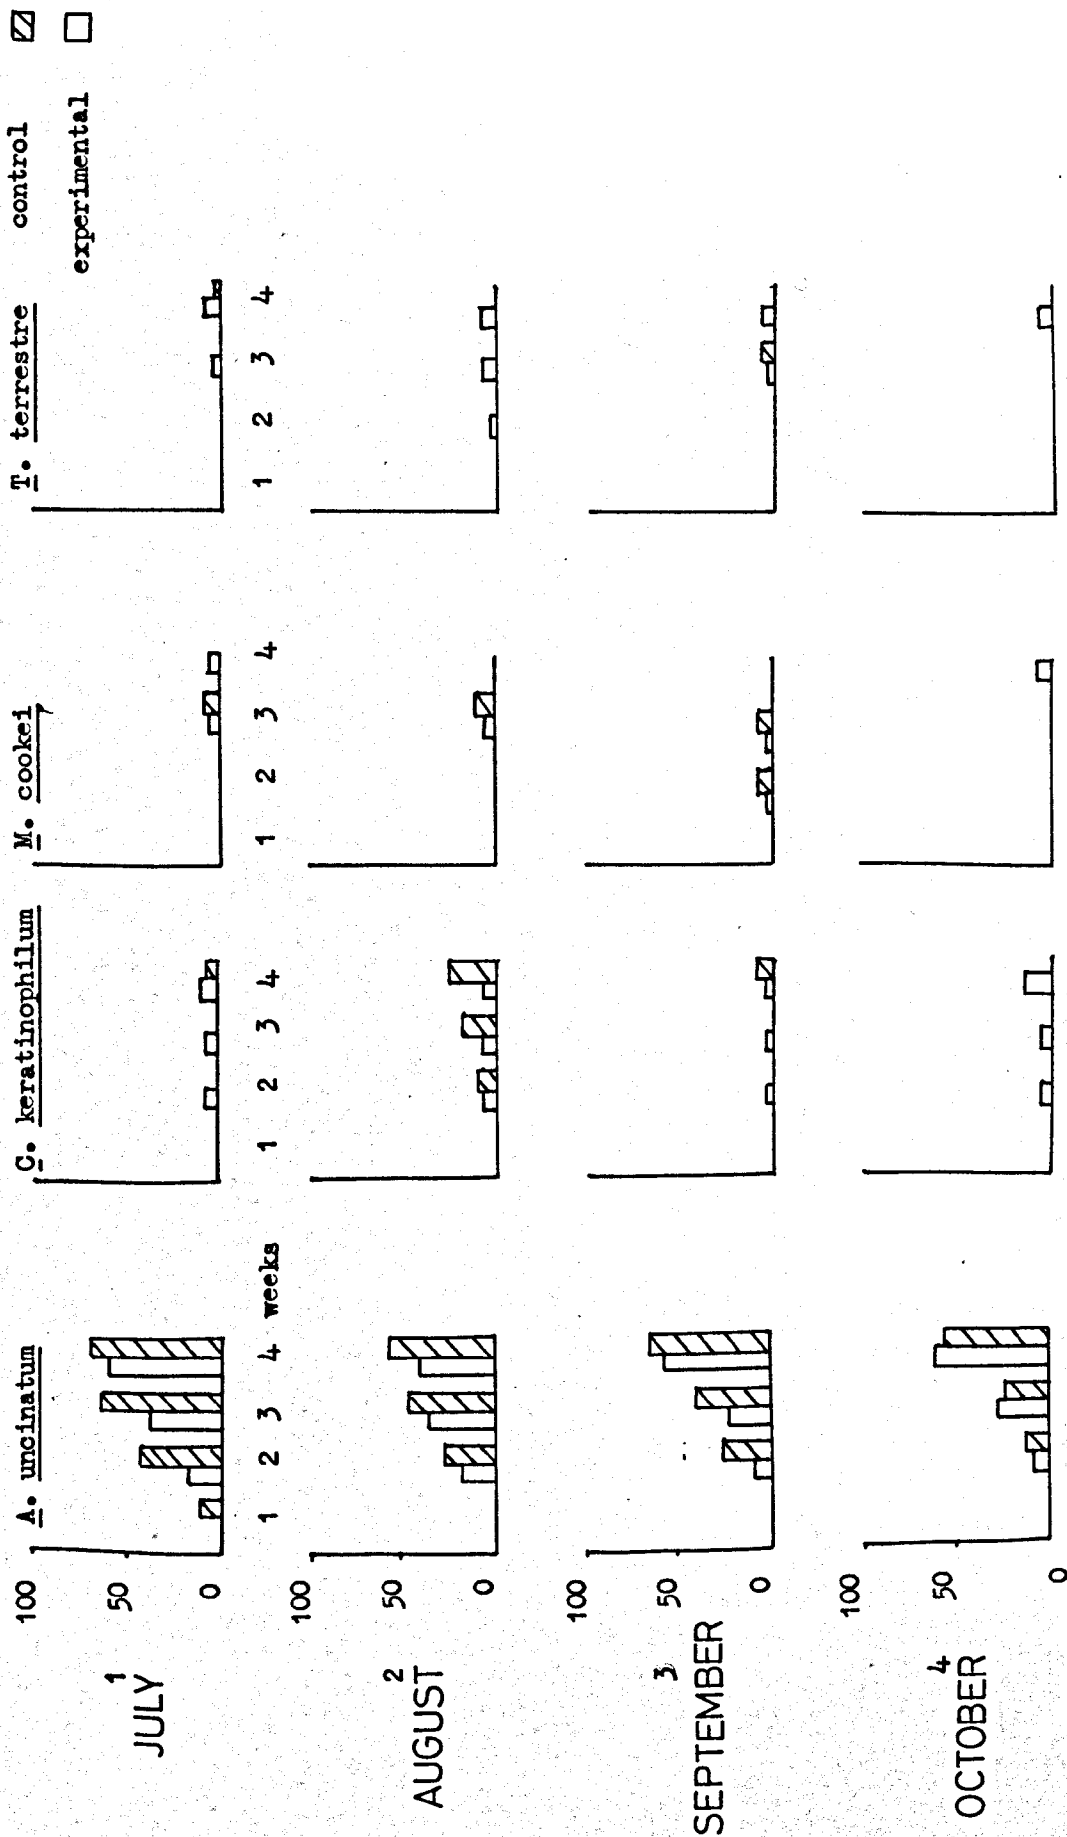 A. uncinatum C. keratinophilum M. cookei T. terrestre control
experimental
JULY 1
100
50
0
1 2 3 4 weeks 1 2 3 4 1 2 3 4 1 2 3 4
AUGUST 2
100
50
0
SEPTEMBER 3
100
50
0
OCTOBER 4
100
50
0